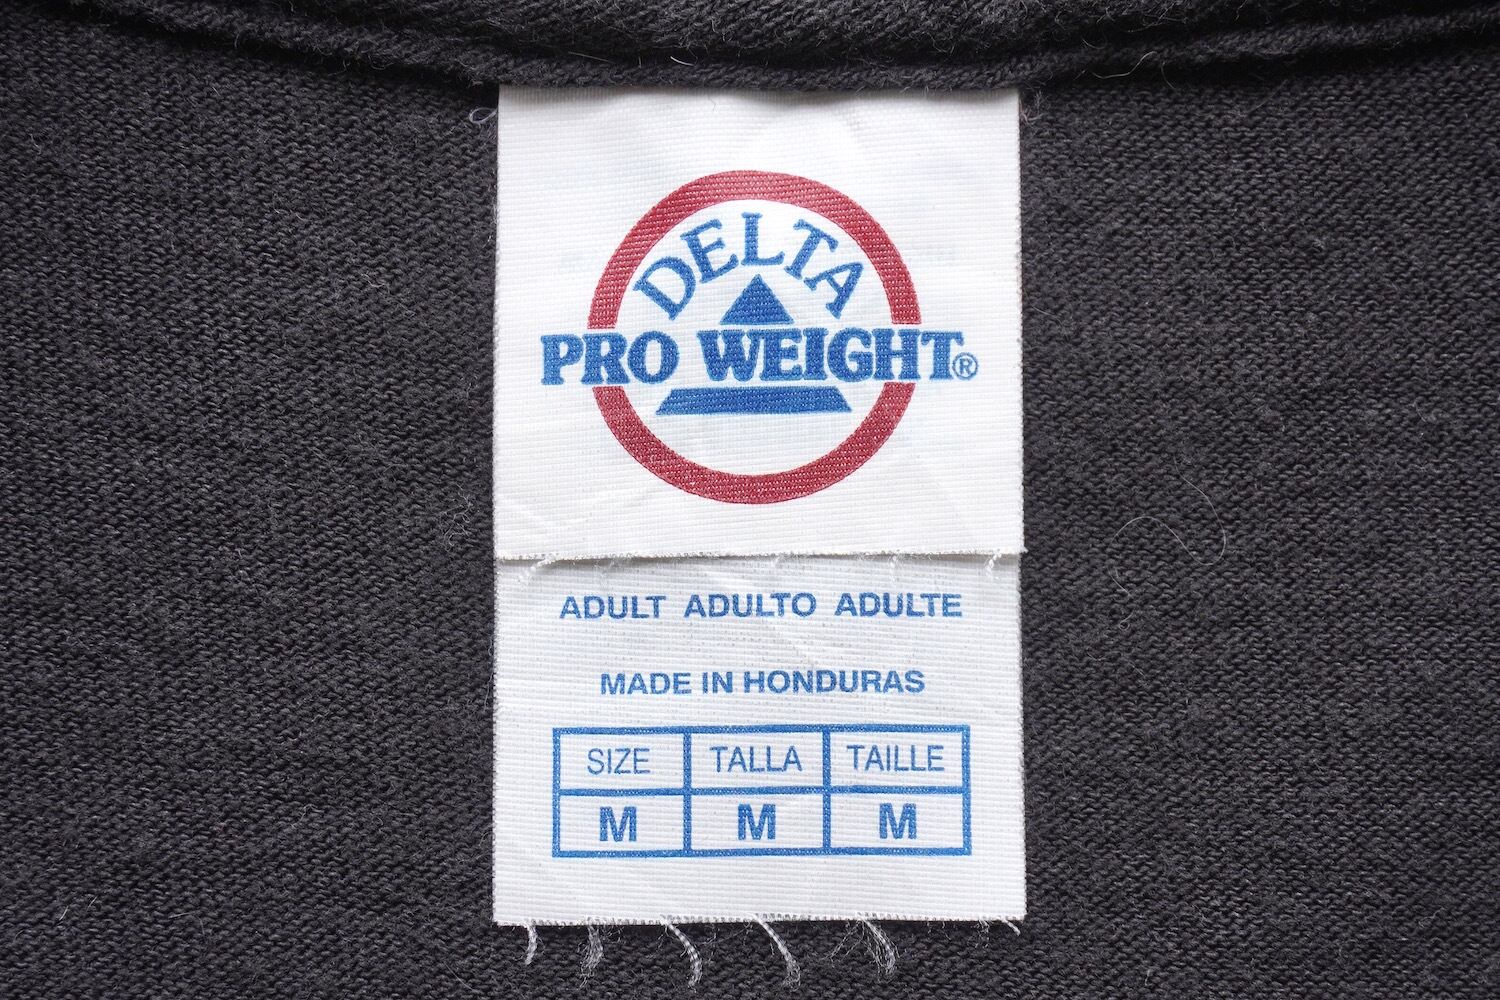 DELTA
PRO WEIGHT®
ADULT ADULTO ADULTE
MADE IN HONDURAS
SIZE TALLA TAILLE
M M M